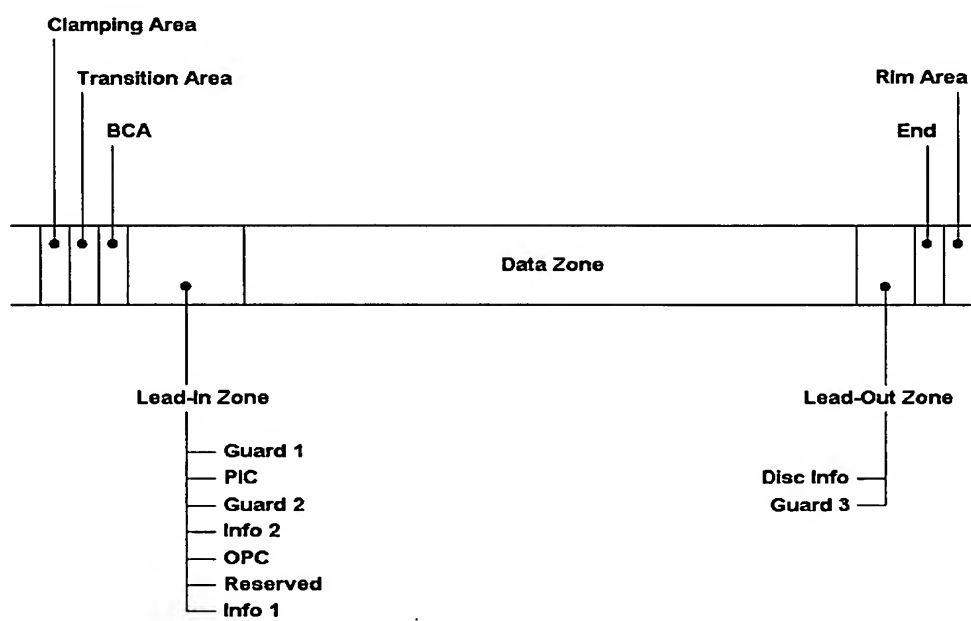 Clamping Area
Transition Area
Rim Area
BCA
End
Data Zone
Lead-In Zone
Lead-Out Zone
Guard 1
PIC
Disc Info
Guard 2
Guard 3
Info 2
OPC
Reserved
Info 1